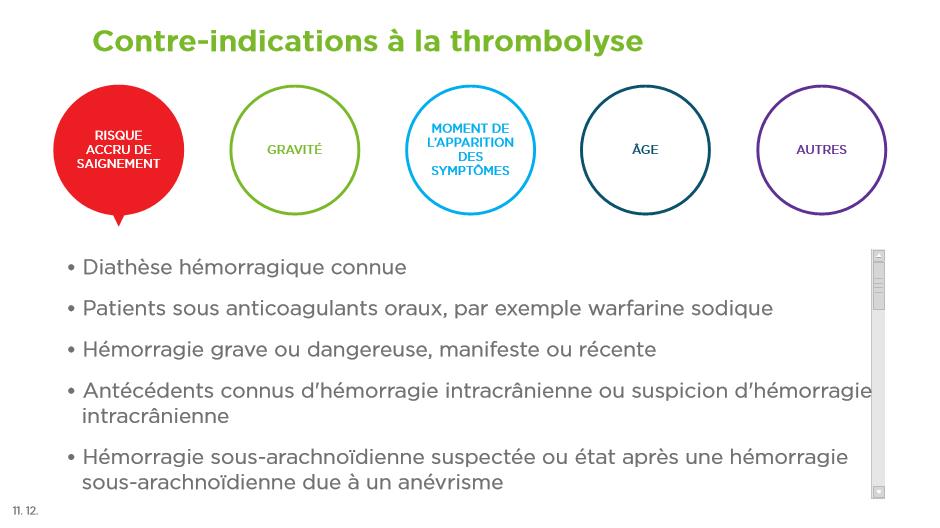 Contre-indications à la thrombolyse
RISQUE
ACCRU DE
SAIGNEMENT
GRAVITÉ
MOMENT DE
L'APPARITION
DES
SYMPTÔMES
ÂGE
AUTRES
• Diathèse hémorragique connue
• Patients sous anticoagulants oraux, par exemple warfarine sodique
• Hémorragie grave ou dangereuse, manifeste ou récente
• Antécédents connus d'hémorragie intracrânienne ou suspicion d'hémorragie
intracrânienne
• Hémorragie sous-arachnoïdienne suspectée ou état après une hémorragie
sous-arachnoïdienne due à un anévrisme
11. 12.